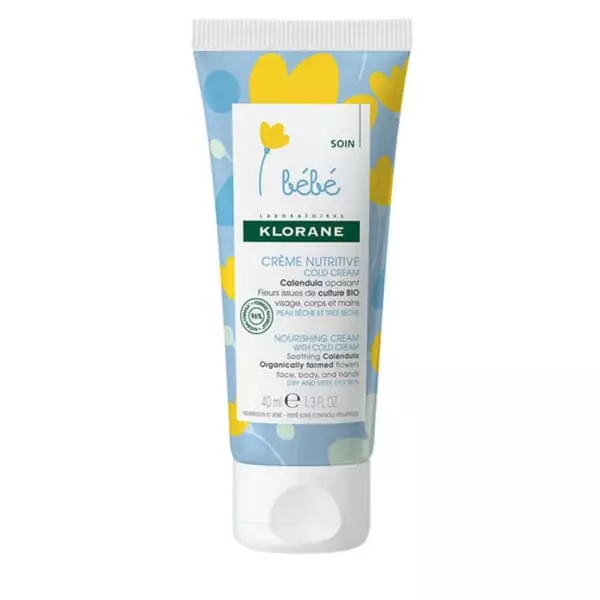 SOIN
bébé
LABORATOIRES
KLORANE
CRÈME NUTRITIVE
COLD CREAM
Calendula apaisant
Fleurs issues de culture BIO
visage, corps et mains
PEAU SÈCHE ET TRÈS SÈCHE
96%
NOURISHING CREAM
WITH COLD CREAM
Soothing Calendula
Organically farmed flowers
face, body, and hands
DRY AND VERY DRY SKIN
40 ml e 1.3 FL.OZ.